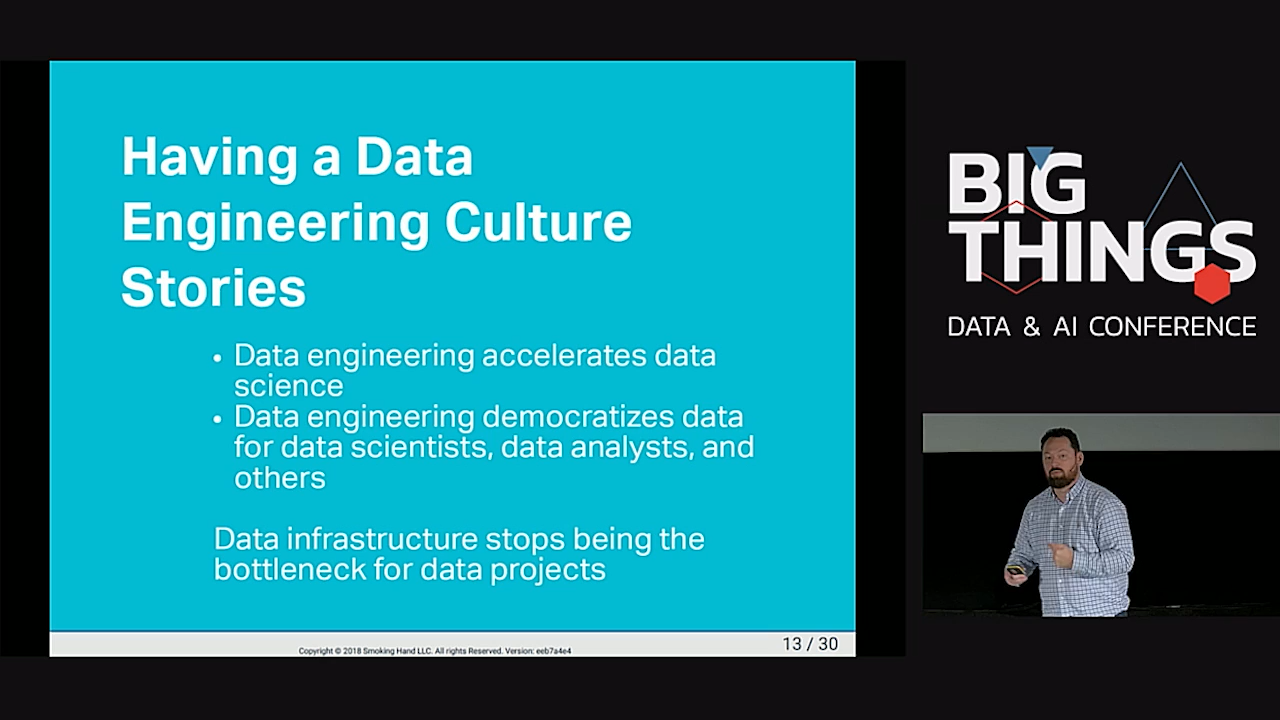 Having a Data
Engineering Culture
Stories
• Data engineering accelerates data
science
• Data engineering democratizes data
for data scientists, data analysts, and
others
Data infrastructure stops being the
bottleneck for data projects
Copyright © 2018 Smoking Hand LLC. All rights Reserved. Version: eeb7a4e4
13 / 30
BIG
THINGS
DATA & AI CONFERENCE